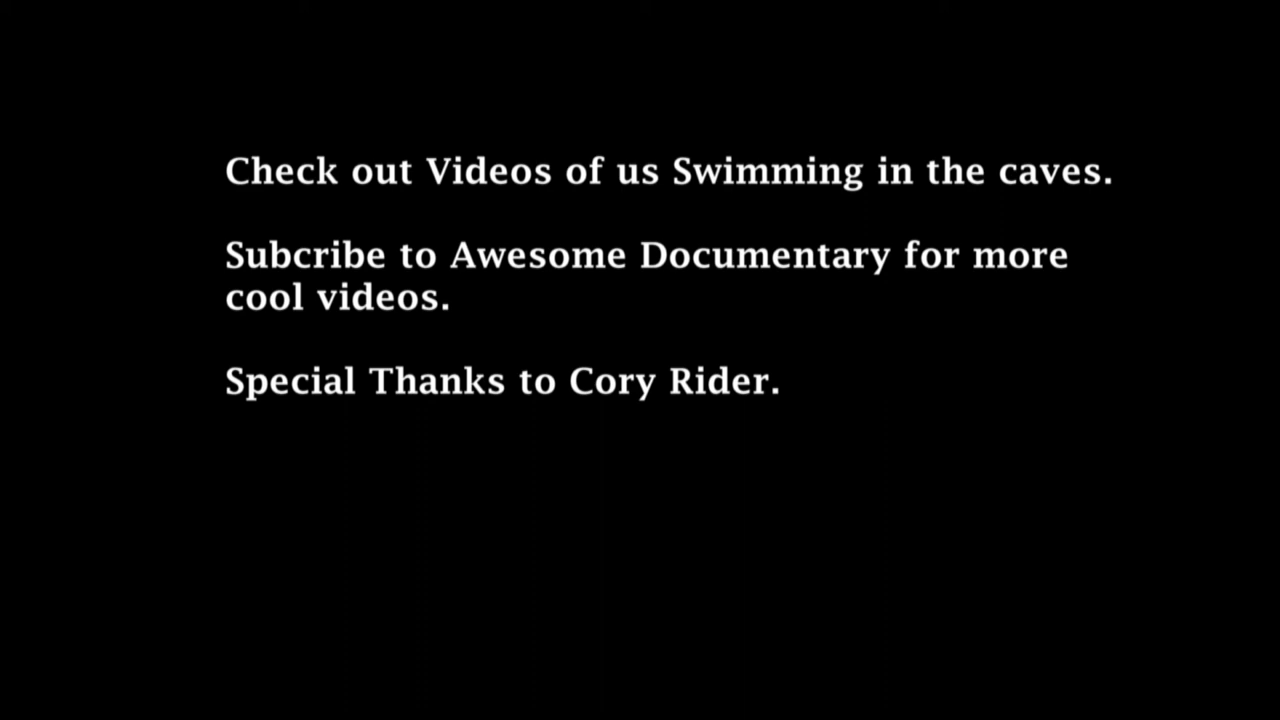 Check out Videos of us Swimming in the caves.
Subcribe to Awesome Documentary for more
cool videos.
Special Thanks to Cory Rider.